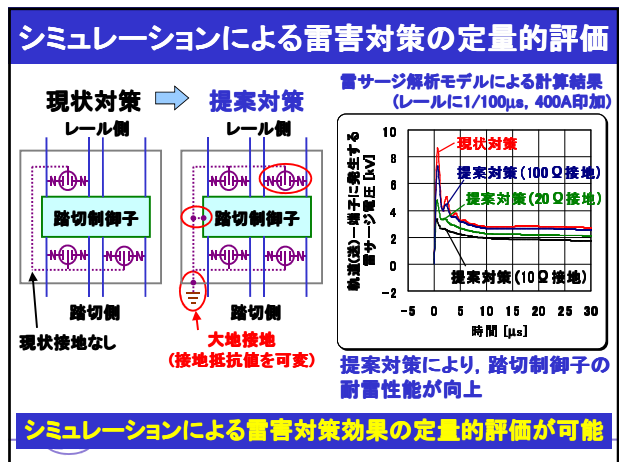 シミュレーションによる雷害対策の定量的評価
現状対策
提案対策
レール側
レール側
踏切制御子
踏切制御子
踏切側
踏切側
現状接地なし
大地接地
(接地抵抗値を可変)
雷サージ解析モデルによる計算結果
(レールに1/100μs, 400A印加)
軌道(送)ー端子に発生する
雷サージ電圧 [kV]
10
8
6
4
2
0
-2
現状対策
提案対策(100Ω接地)
提案対策(20Ω接地)
提案対策(10Ω接地)
-5 0 5 10 15 20 25 30
時間 [μs]
提案対策により, 踏切制御子の
耐雷性能が向上
シミュレーションによる雷害対策効果の定量的評価が可能